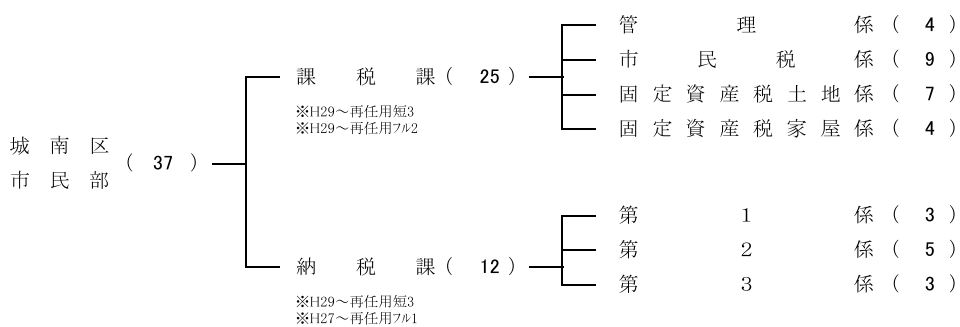 城南区
市民部
( 37 )
課税課 ( 25 )
※H29～再任用短3
※H29～再任用フル2
管理係 ( 4 )
市民税係 ( 9 )
固定資産税土地係 ( 7 )
固定資産税家屋係 ( 4 )
納税課 ( 12 )
※H29～再任用短3
※H27～再任用フル1
第1係 ( 3 )
第2係 ( 5 )
第3係 ( 3 )